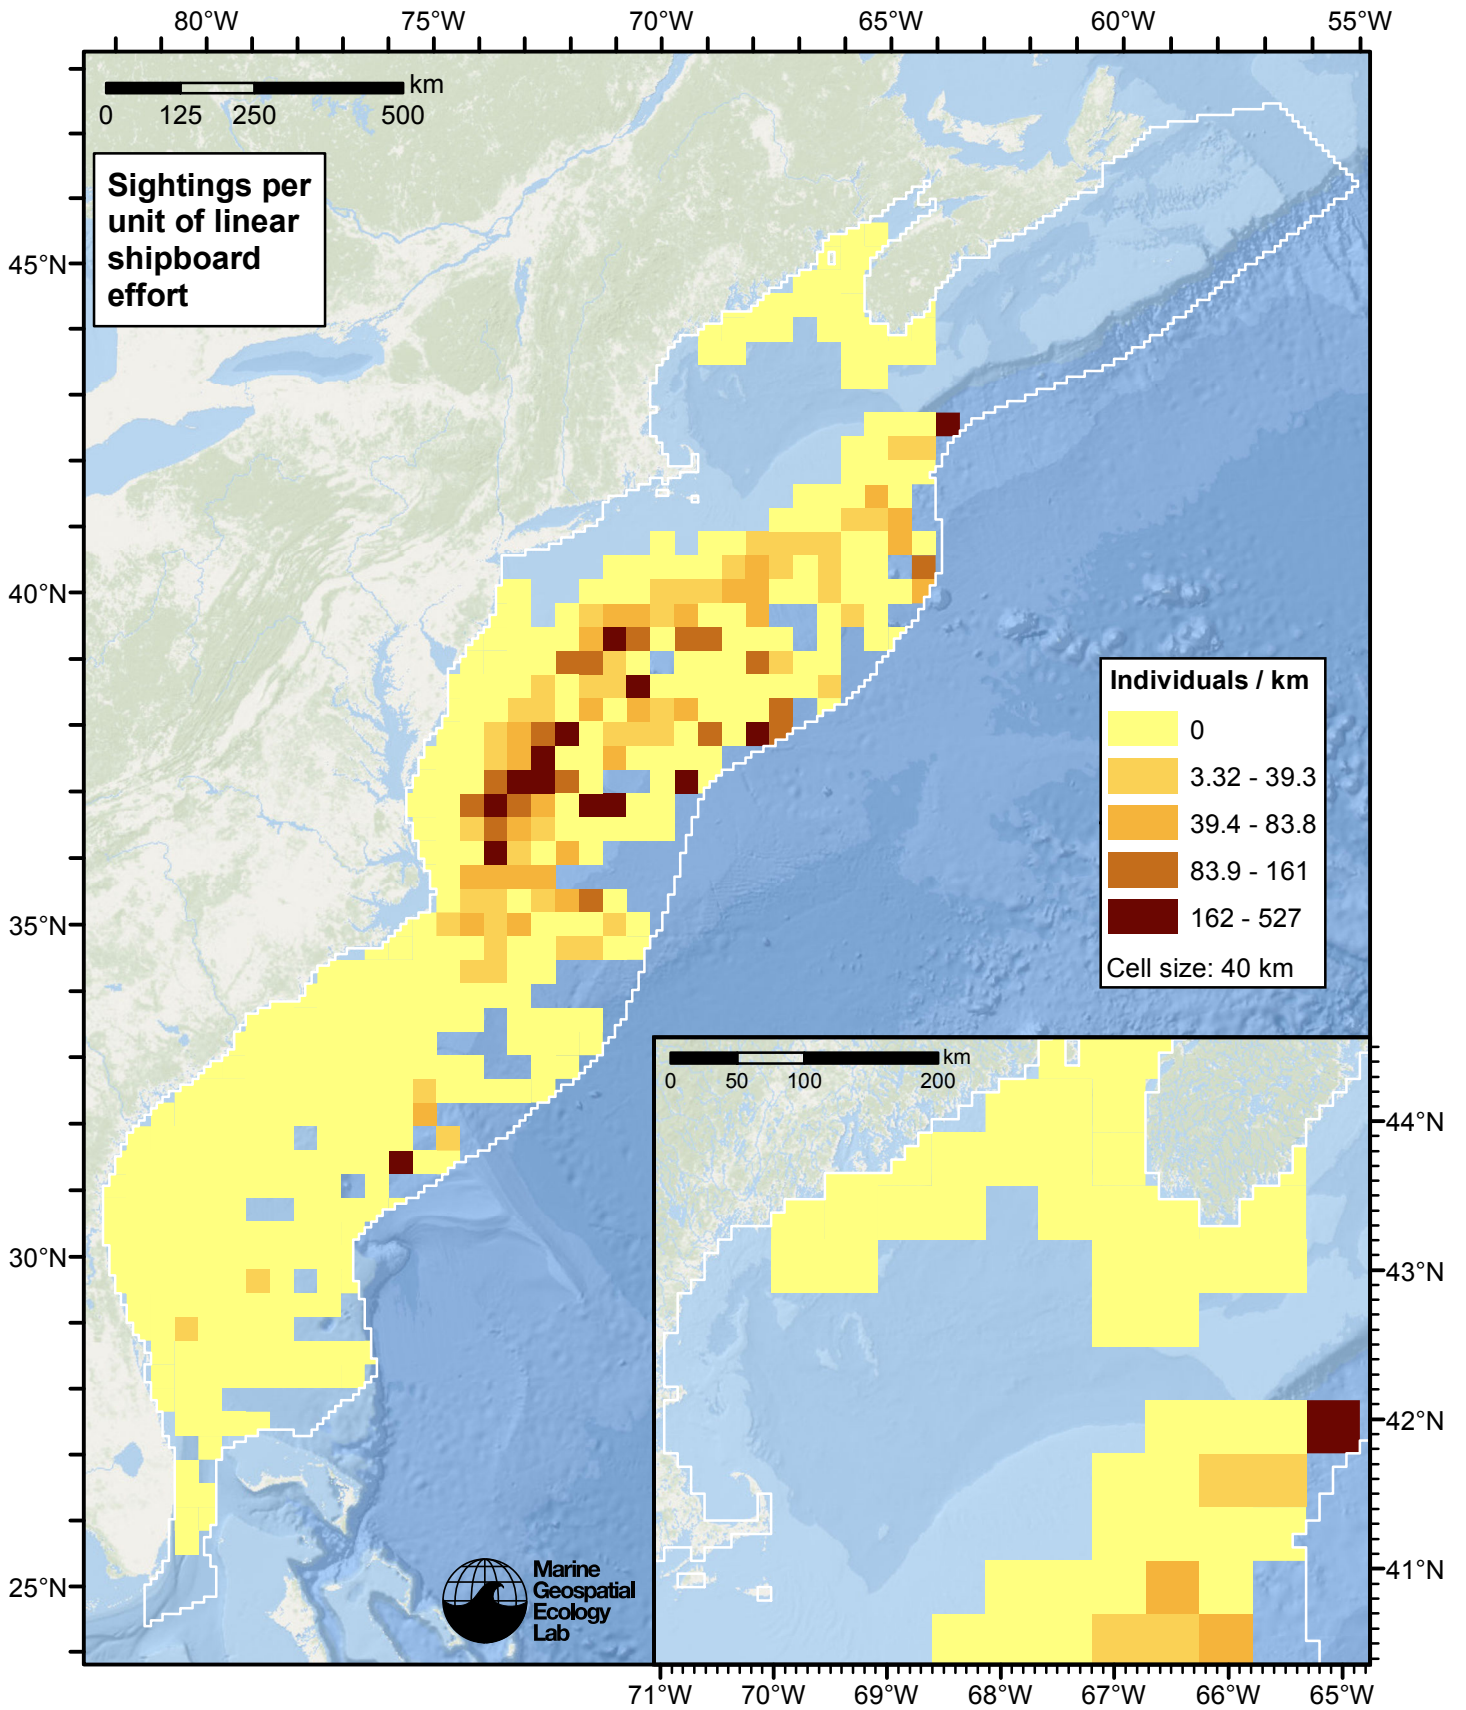 80°W 75°W 70°W 65°W 60°W 55°W
km
0 125 250 500
Sightings per
unit of linear
shipboard
effort
45°N
40°N
35°N
30°N
25°N
Individuals / km
0
3.32 - 39.3
39.4 - 83.8
83.9 - 161
162 - 527
Cell size: 40 km
km
0 50 100 200
44°N
43°N
42°N
41°N
Marine
Geospatial
Ecology
Lab
71°W 70°W 69°W 68°W 67°W 66°W 65°W